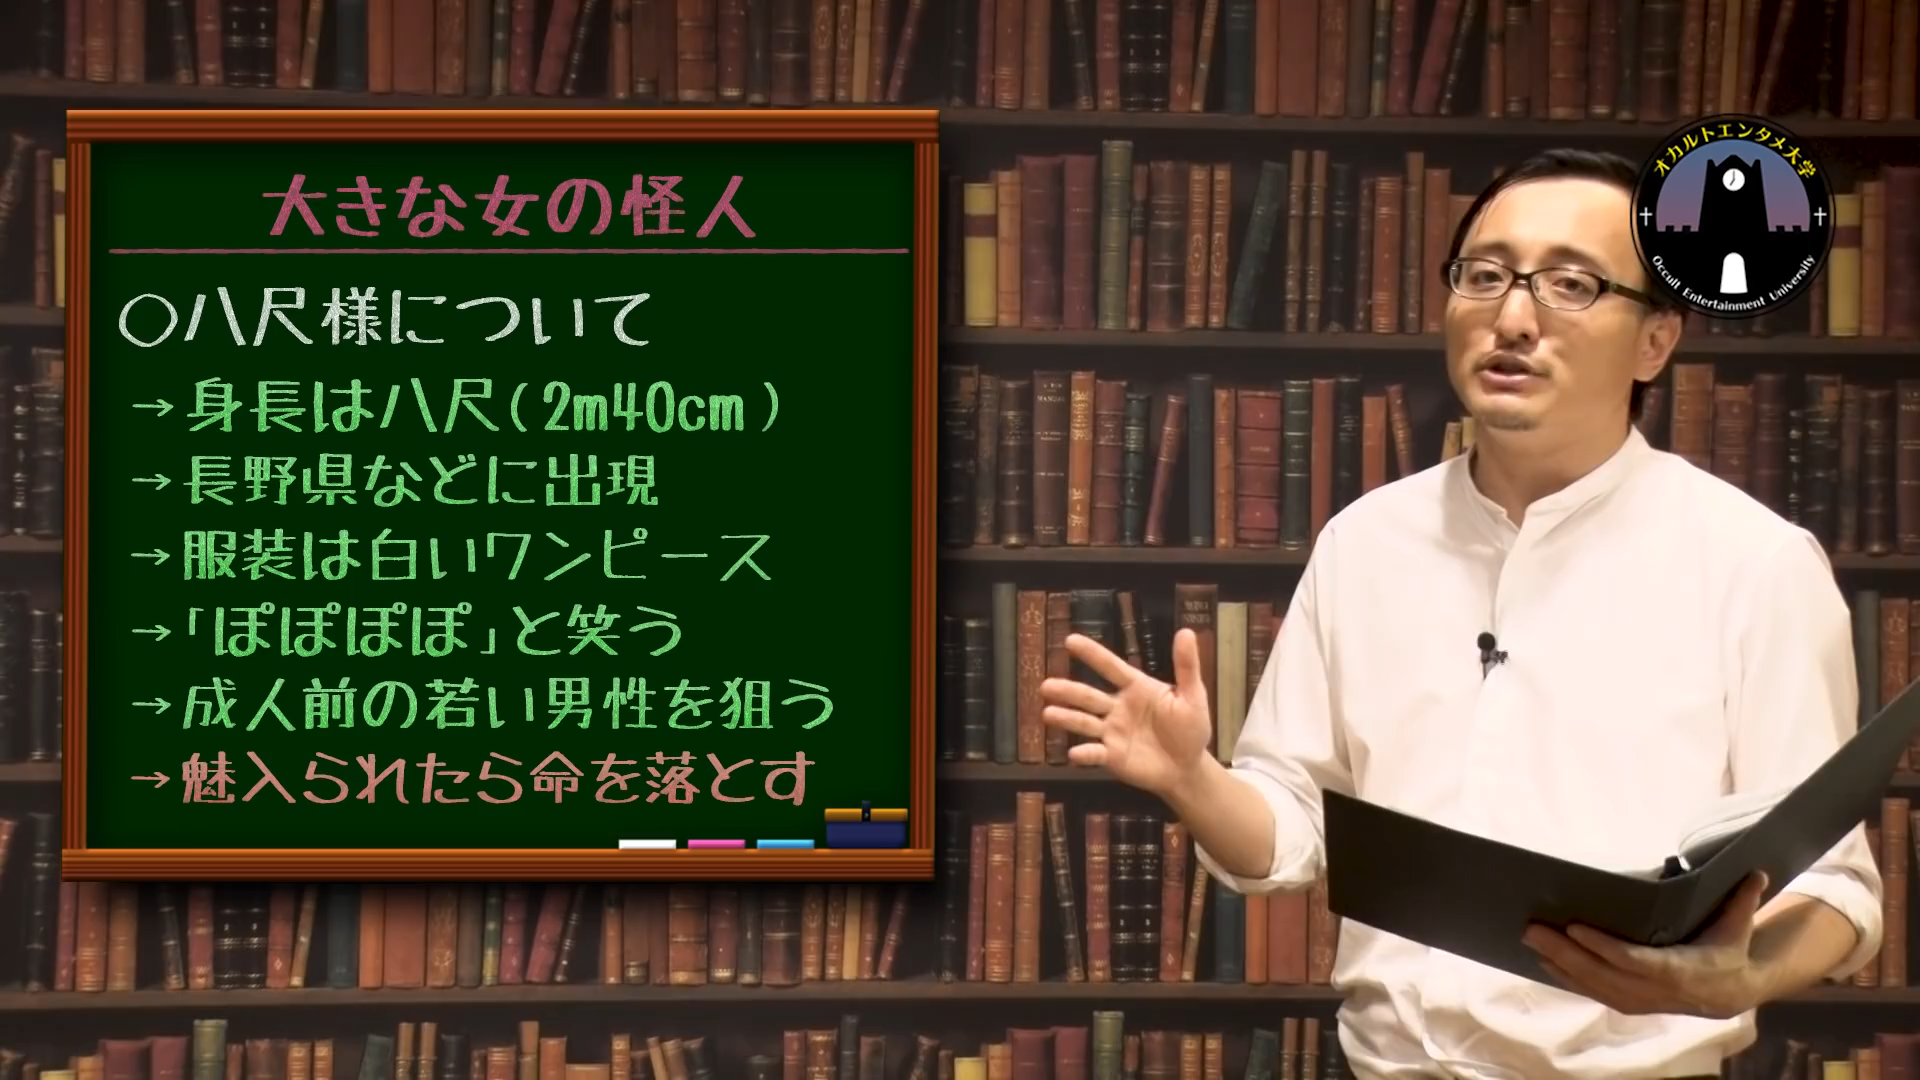 大きな女の怪人
○八尺様について
→身長は八尺(2m40cm)
→長野県などに出現
→服装は白いワンピース
→「ぽぽぽぽ」と笑う
→成人前の若い男性を狙う
→魅入られたら命を落とす
オカルトエンタメ大学
Occult Entertainment University